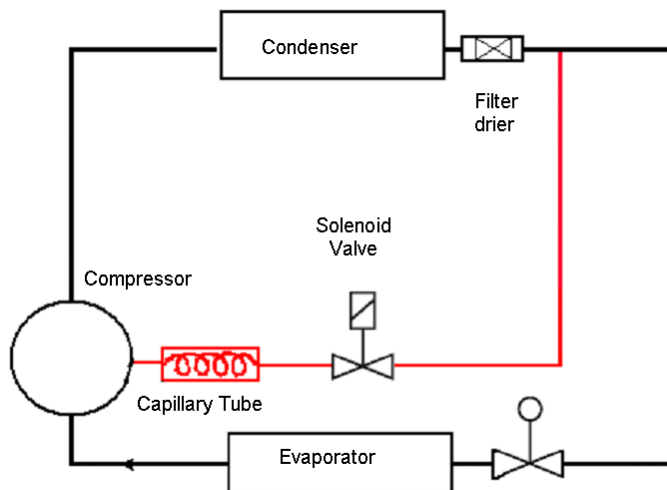 Condenser
Filter
drier
Solenoid
Valve
Compressor
Capillary Tube
Evaporator